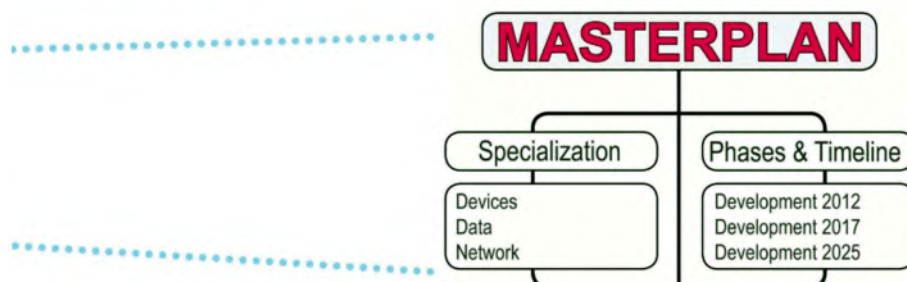 MASTERPLAN
Specialization
Devices
Data
Network
Phases & Timeline
Development 2012
Development 2017
Development 2025